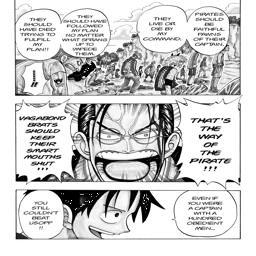 PIRATES
SHOULD BE
FAITHFUL
PAWNS OF
THEIR
CAPTAIN.
THEY
LIVE OR
DIE BY
MY
COMMAND.
THEY
SHOULD HAVE
FOLLOWED
MY PLAN
NO MATTER
WHAT SPRANG
UP TO
IMPEDE
THEM.
THEY
SHOULD HAVE
DIED TRYING
TO FULFILL
MY PLAN!!!
!!!
THAT'S
THE WAY
OF THE
PIRATE
!!!
VAGABOND
BRATS
SHOULD
KEEP
THEIR
SMART
MOUTHS
SHUT
!!!
EVEN IF
YOU WERE
A CAPTAIN
WITH A
HUNDRED
OBEDIENT
MEN...
YOU
STILL
COULDN'T
BEAT
USOPP
!!